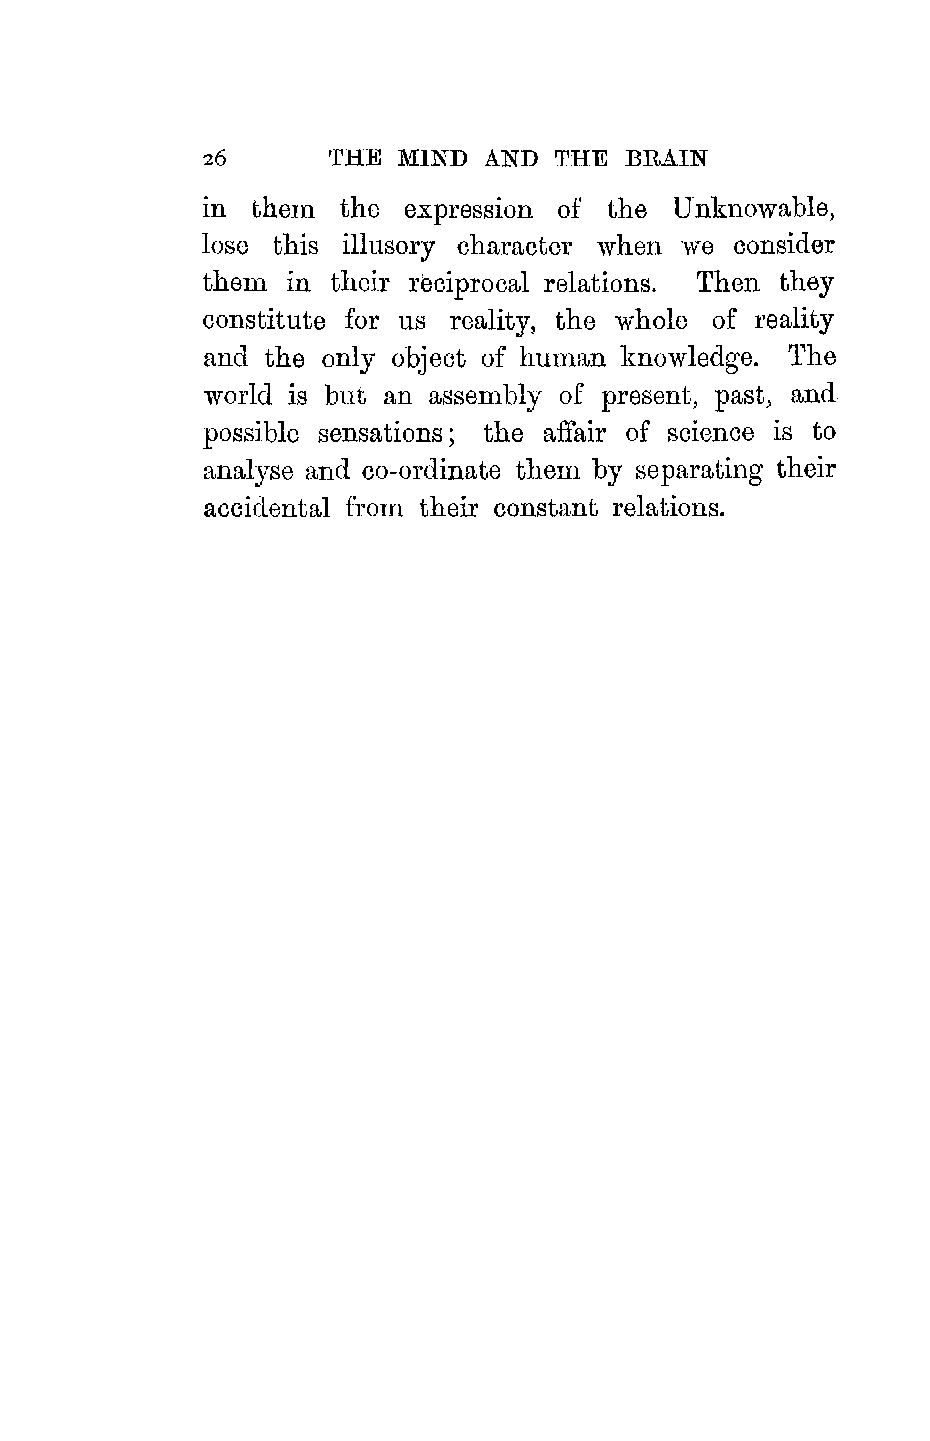 26 THE MIND AND THE BRAIN
in them the expression of the Unknowable,
lose this illusory character when we consider
them in their reciprocal relations. Then they
constitute for us reality, the whole of reality
and the only object of human knowledge. The
world is but an assembly of present, past, and
possible sensations; the affair of science is to
analyse and co-ordinate them by separating their
accidental from their constant relations.